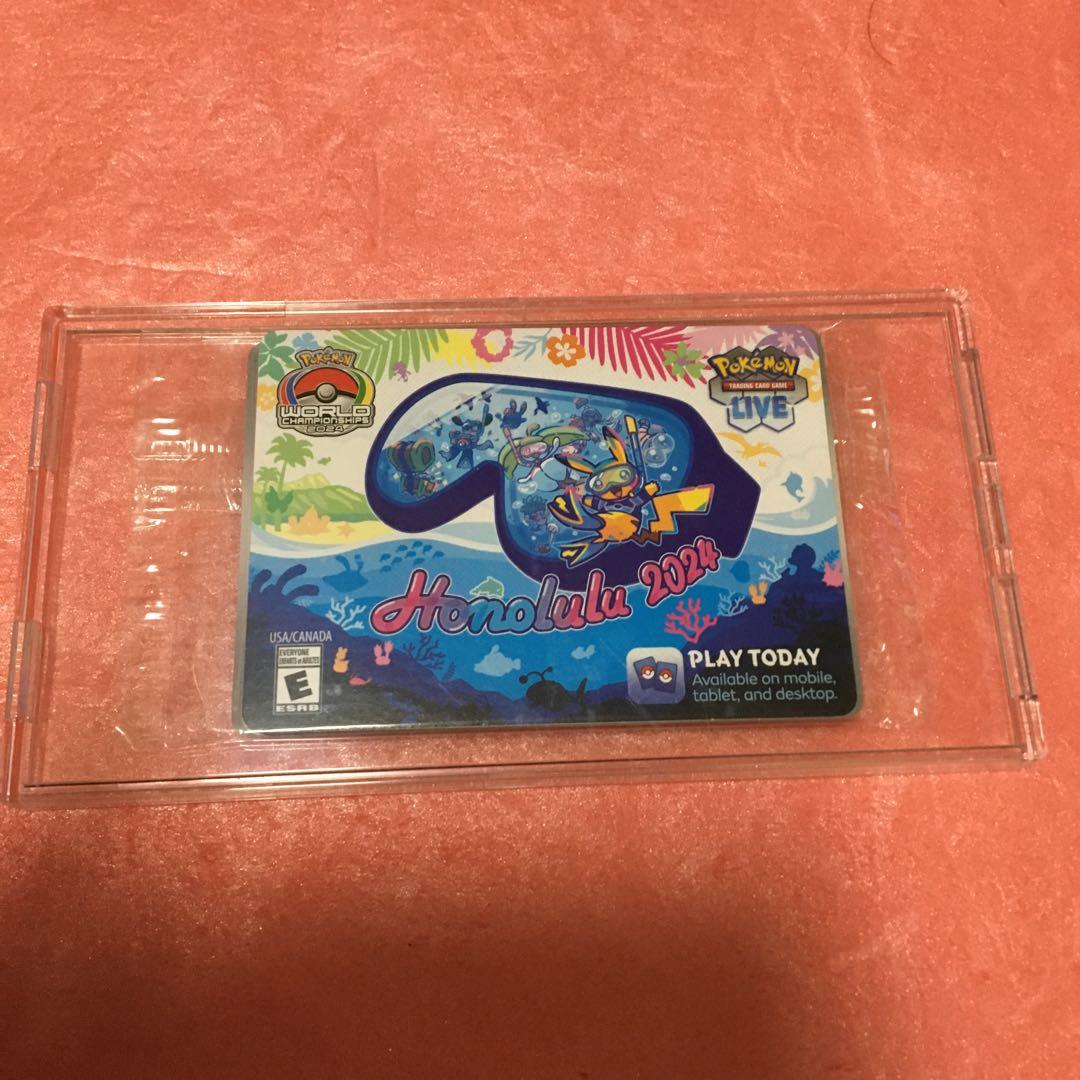 Pokémon
WORLD
CHAMPIONSHIPS
2024
Pokémon
TRADING CARD GAME
LIVE
Honolulu 2024
USA/CANADA
EVERYONE
ENFANTS et ADULTES
E
ESRB
PLAY TODAY
Available on mobile,
tablet, and desktop.